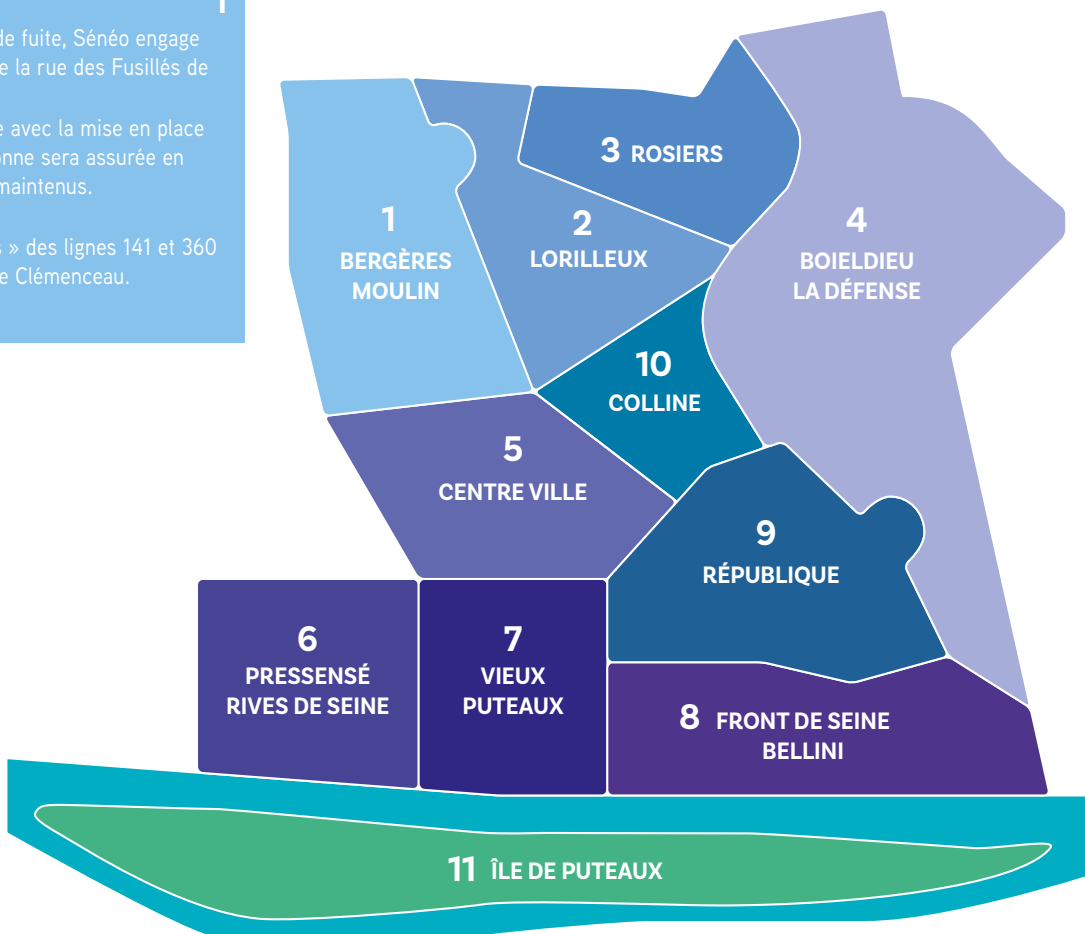 1
de fuite, Sénéo engage
e la rue des Fusillés de
e avec la mise en place
onne sera assurée en
maintenus.
s » des lignes 141 et 360
e Clémenceau.
3 ROSIERS
1
BERGÈRES
MOULIN
2
LORILLEUX
4
BOIELDIEU
LA DÉFENSE
10
COLLINE
5
CENTRE VILLE
9
RÉPUBLIQUE
6
PRESSENSÉ
RIVES DE SEINE
7
VIEUX
PUTEAUX
8 FRONT DE SEINE
BELLINI
11 ÎLE DE PUTEAUX